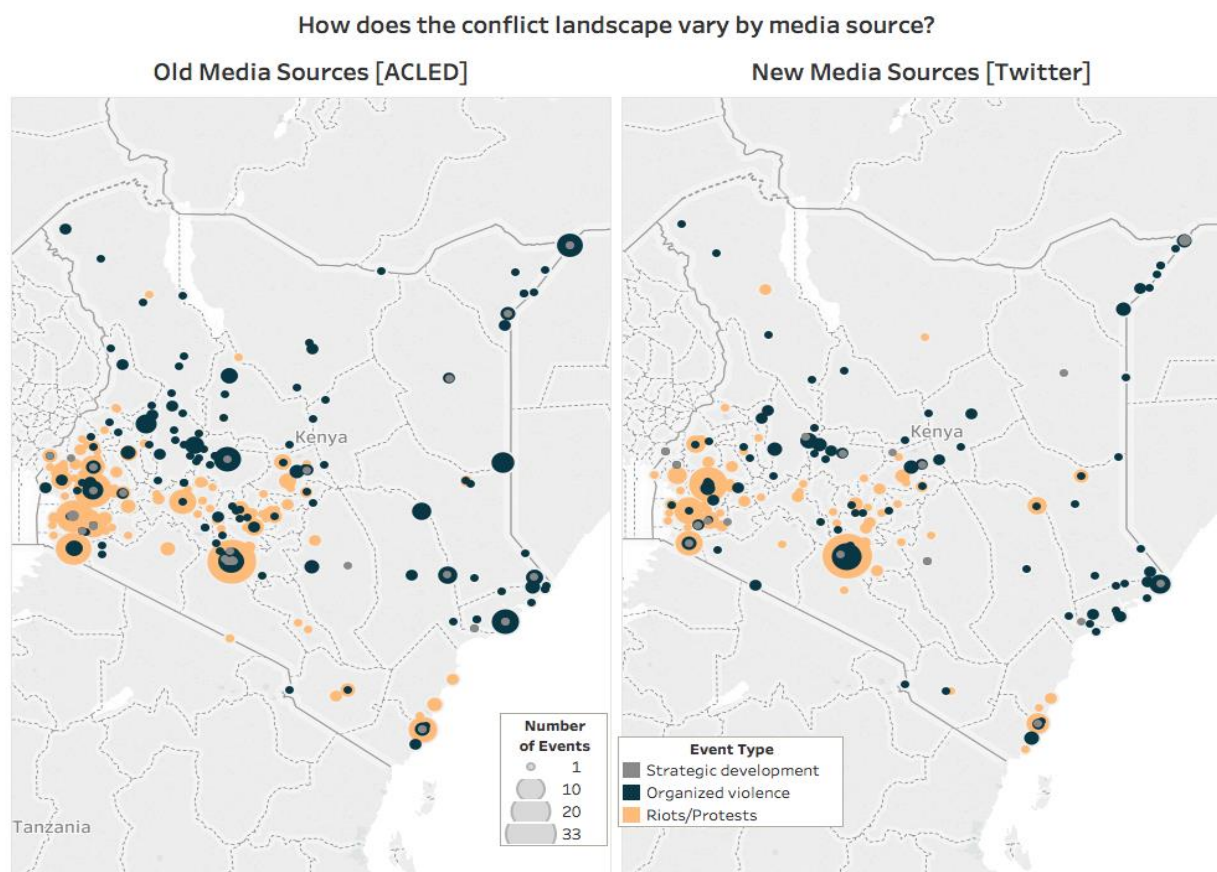 How does the conflict landscape vary by media source?
Old Media Sources [ACLED]
New Media Sources [Twitter]
Kenya
Kenya
Tanzania
Number
of Events
1
10
20
33
Event Type
Strategic development
Organized violence
Riots/Protests